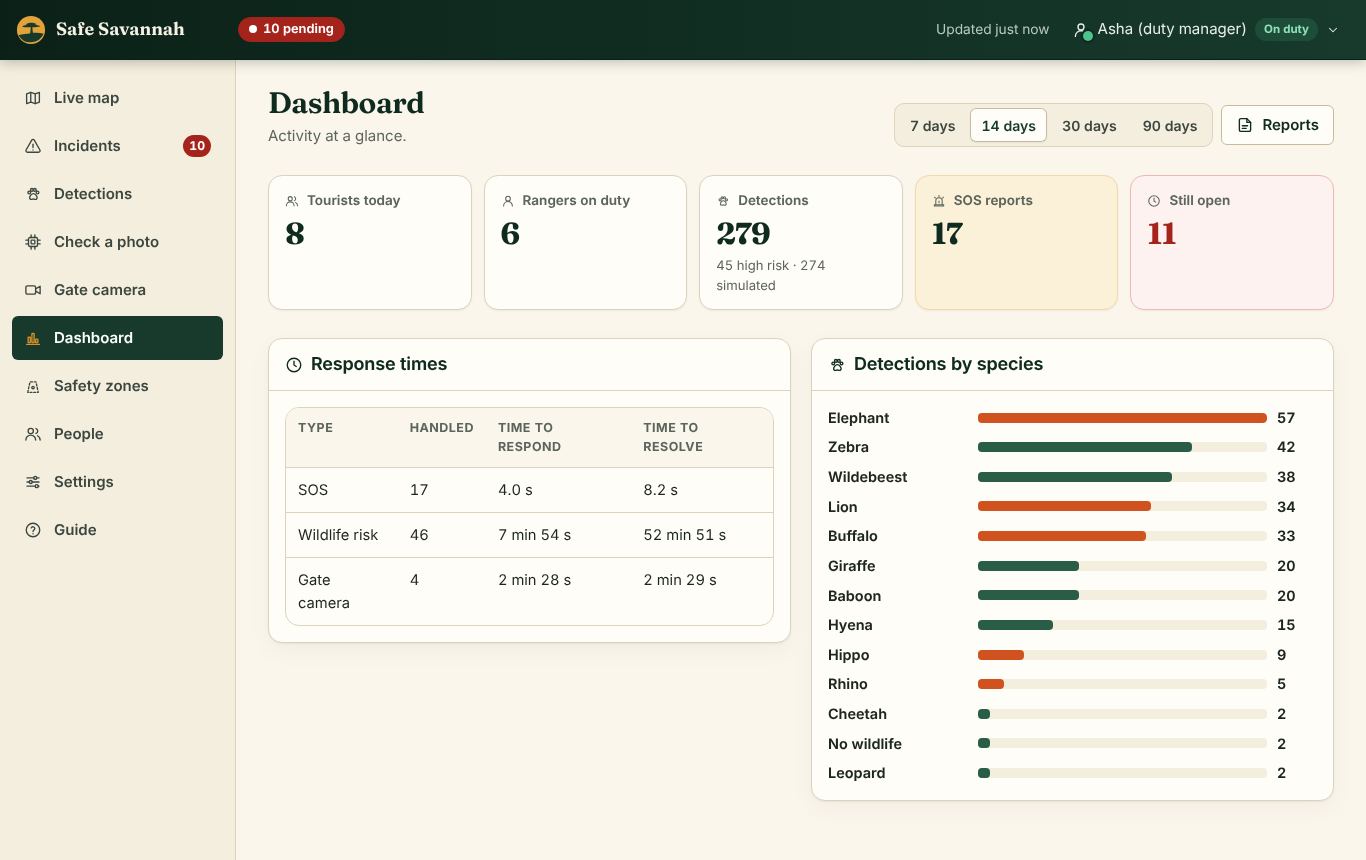 Safe Savannah
10 pending
Updated just now
Asha (duty manager)
On duty
Live map
Incidents
10
Detections
Check a photo
Gate camera
Dashboard
Safety zones
People
Settings
Guide
Dashboard
Activity at a glance.
7 days
14 days
30 days
90 days
Reports
Tourists today
8
Rangers on duty
6
Detections
279
45 high risk · 274
simulated
SOS reports
17
Still open
11
Response times
TYPE HANDLED TIME TO RESPOND TIME TO RESOLVE
SOS 17 4.0 s 8.2 s
Wildlife risk 46 7 min 54 s 52 min 51 s
Gate camera 4 2 min 28 s 2 min 29 s
Detections by species
Elephant 57
Zebra 42
Wildebeest 38
Lion 34
Buffalo 33
Giraffe 20
Baboon 20
Hyena 15
Hippo 9
Rhino 5
Cheetah 2
No wildlife 2
Leopard 2